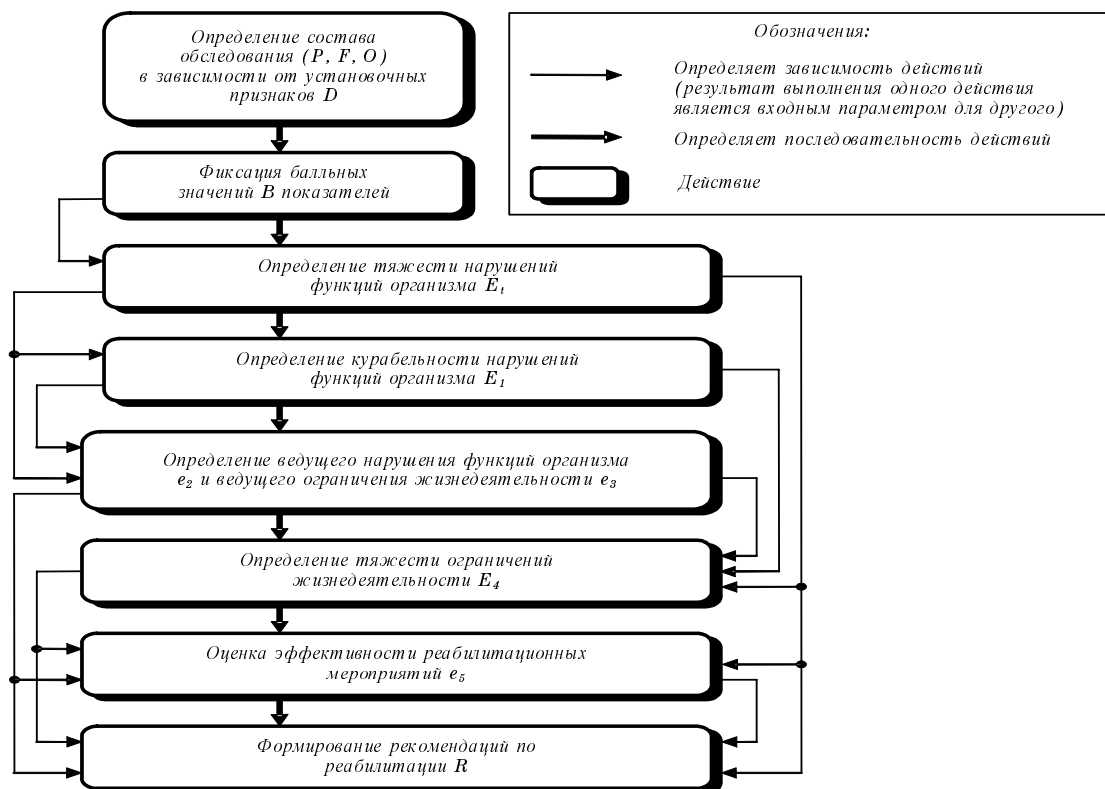 Определение состава
обследования (P, F, O)
в зависимости от установочных
признаков D
Фиксация балльных
значений B показателей
Определение тяжести нарушений
функций организма Et
Определение курабельности нарушений
функций организма E1
Определение ведущего нарушения функций организма
e2 и ведущего ограничения жизнедеятельности e3
Определение тяжести ограничений
жизнедеятельности E4
Оценка эффективности реабилитационных
мероприятий e5
Формирование рекомендаций по
реабилитации R
Обозначения:
Определяет зависимость действий
(результат выполнения одного действия
является входным параметром для другого)
Определяет последовательность действий
Действие